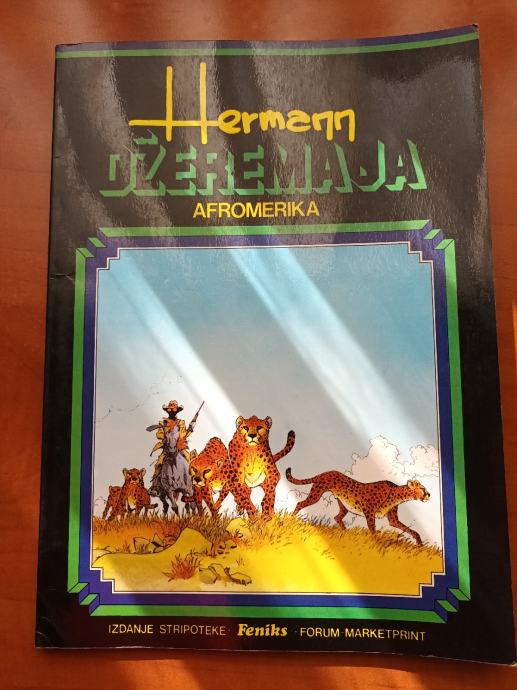 Hermann
DŽEREMAJA
AFROMERIKA
IZDANJE STRIPOTEKE · Feniks · FORUM-MARKETPRINT